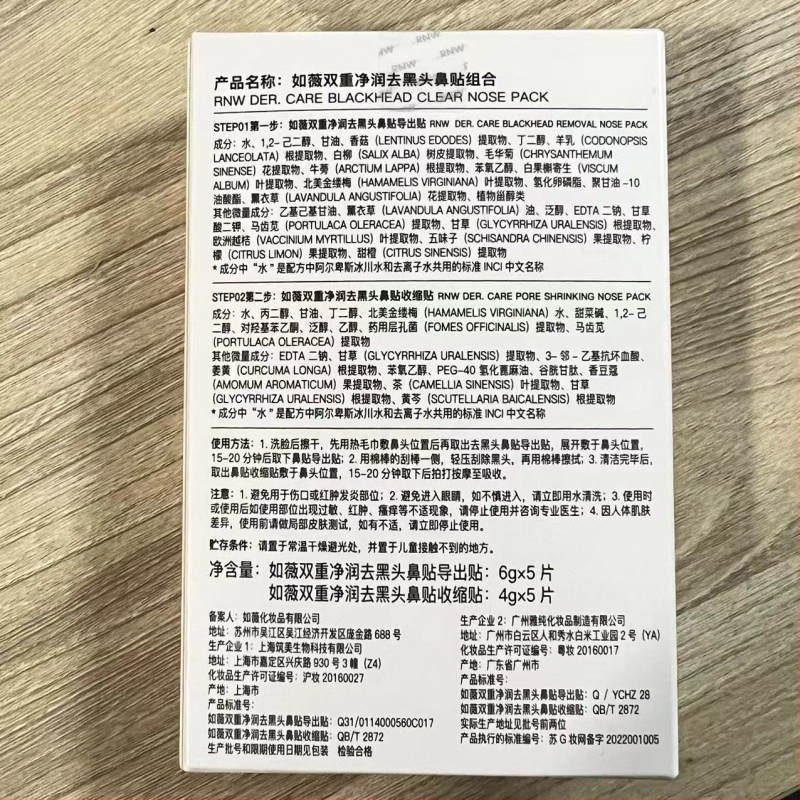 产品名称：如薇双重净润去黑头鼻贴组合
RNW DER. CARE BLACKHEAD CLEAR NOSE PACK
STEP01第一步：如薇双重净润去黑头鼻贴导出贴 RNW DER. CARE BLACKHEAD REMOVAL NOSE PACK
成分：水、1,2-己二醇、甘油、香菇（LENTINUS EDODES）提取物、丁二醇、羊乳（CODONOPSIS
LANCEOLATA）根提取物、白柳（SALIX ALBA）树皮提取物、毛华菊（CHRYSANTHEMUM
SINENSE）花提取物、牛蒡（ARCTIUM LAPPA）根提取物、苯氧乙醇、白果槲寄生（VISCUM
ALBUM）叶提取物、北美金缕梅（HAMAMELIS VIRGINIANA）叶提取物、氢化卵磷脂、聚甘油-10
油酸酯、薰衣草（LAVANDULA ANGUSTIFOLIA）花提取物、植物甾醇类
其他微量成分：乙基己基甘油、薰衣草（LAVANDULA ANGUSTIFOLIA）油、泛醇、EDTA 二钠、甘草
酸二钾、马齿苋（PORTULACA OLERACEA）提取物、甘草（GLYCYRRHIZA URALENSIS）根提取物、
欧洲越桔（VACCINIUM MYRTILLUS）叶提取物、五味子（SCHISANDRA CHINENSIS）果提取物、柠
檬（CITRUS LIMON）果提取物、甜橙（CITRUS SINENSIS）提取物
*成分中“水”是配方中阿尔卑斯冰川水和去离子水共用的标准 INCI 中文名称
STEP02第二步：如薇双重净润去黑头鼻贴收缩贴 RNW DER. CARE PORE SHRINKING NOSE PACK
成分：水、丙二醇、甘油、丁二醇、北美金缕梅（HAMAMELIS VIRGINIANA）水、甜菜碱、1,2-己
二醇、对羟基苯乙酮、泛醇、乙醇、药用层孔菌（FOMES OFFICINALIS）提取物、马齿苋
（PORTULACA OLERACEA）提取物
其他微量成分：EDTA 二钠、甘草（GLYCYRRHIZA URALENSIS）提取物、3-邻-乙基抗坏血酸、
姜黄（CURCUMA LONGA）根提取物、苯氧乙醇、PEG-40 氢化蓖麻油、谷胱甘肽、香豆蔻
（AMOMUM AROMATICUM）果提取物、茶（CAMELLIA SINENSIS）叶提取物、甘草
（GLYCYRRHIZA URALENSIS）根提取物、黄芩（SCUTELLARIA BAICALENSIS）根提取物
*成分中“水”是配方中阿尔卑斯冰川水和去离子水共用的标准 INCI 中文名称
使用方法：1. 洗脸后擦干，先用热毛巾敷鼻头位置后再取出去黑头鼻贴导出贴，展开敷于鼻头位置，
15-20 分钟后取下鼻贴导出贴；2. 用棉棒的刮棒一侧，轻压刮除黑头。再用棉棒擦拭；3. 清洁完毕后，
取出鼻贴收缩贴敷于鼻头位置，15-20 分钟取下后拍打按摩至吸收。
注意：1. 避免用于伤口或红肿发炎部位；2. 避免进入眼睛，如不慎进入，请立即用水清洗；3. 使用时
或使用后如使用部位出现过敏、红肿、瘙痒等不适现象，请停止使用并咨询专业医生；4. 因人体肌肤
差异，使用前请做局部皮肤测试，如有不适，请立即停止使用。
贮存条件：请置于常温干燥避光处，并置于儿童接触不到的地方。
净含量：如薇双重净润去黑头鼻贴导出贴：6g×5 片
如薇双重净润去黑头鼻贴收缩贴：4g×5 片
备案人：如薇化妆品有限公司
地址：苏州市吴江区吴江经济开发区庞金路 688 号
生产企业 1：上海筑美生物科技有限公司
地址：上海市嘉定区兴庆路 930 号 3 幢（Z4）
化妆品生产许可证编号：沪妆 20160027
产地：上海市
产品标准号：
如薇双重净润去黑头鼻贴导出贴：Q31/0114000560C017
如薇双重净润去黑头鼻贴收缩贴：QB/T 2872
生产批号和限期使用日期见包装 检验合格
生产企业 2：广州雅纯化妆品制造有限公司
地址：广州市白云区人和秀水白米工业园 2 号（YA）
化妆品生产许可证编号：粤妆 20160017
产地：广东省广州市
产品标准号：
如薇双重净润去黑头鼻贴导出贴：Q / YCHZ 28
如薇双重净润去黑头鼻贴收缩贴：QB/T 2872
实际生产地址见批号前两位
产品执行的标准编号：苏 G 妆网备字 2022001005